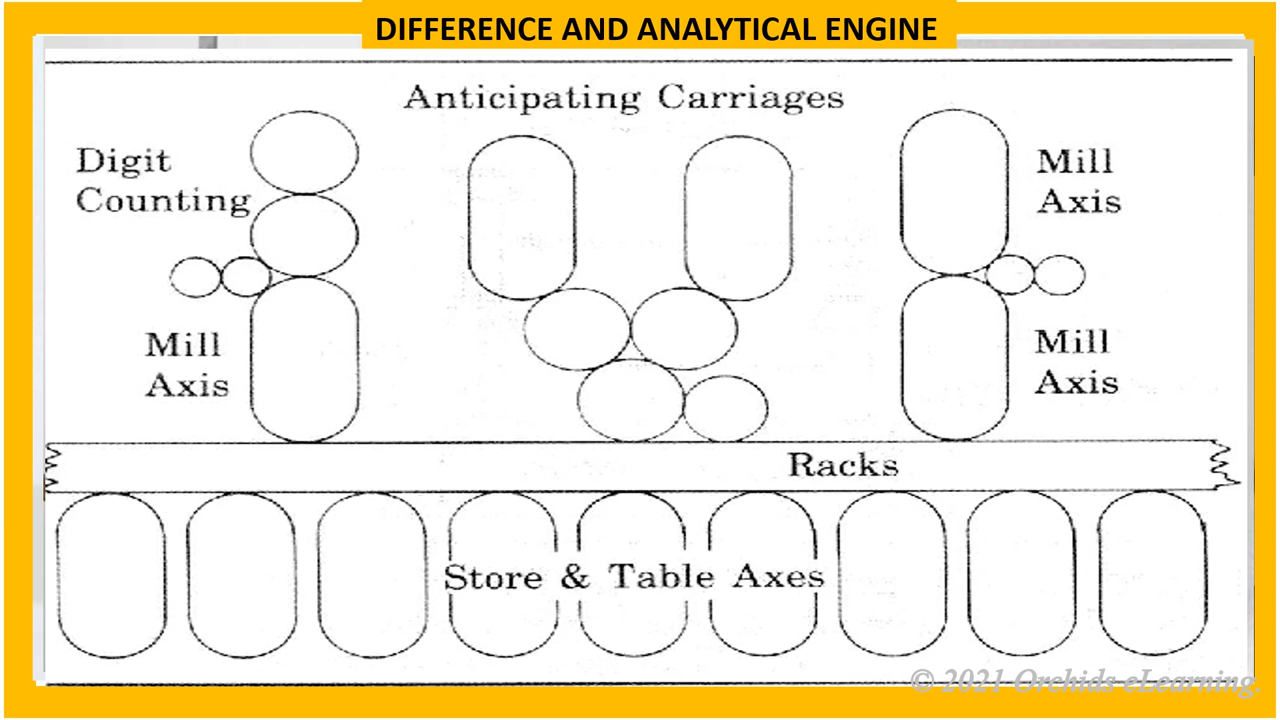 DIFFERENCE AND ANALYTICAL ENGINE
Anticipating Carriages
Digit
Counting
Mill
Axis
Mill
Axis
Mill
Axis
Racks
Store & Table Axes
© 2021 Orchids eLearning.